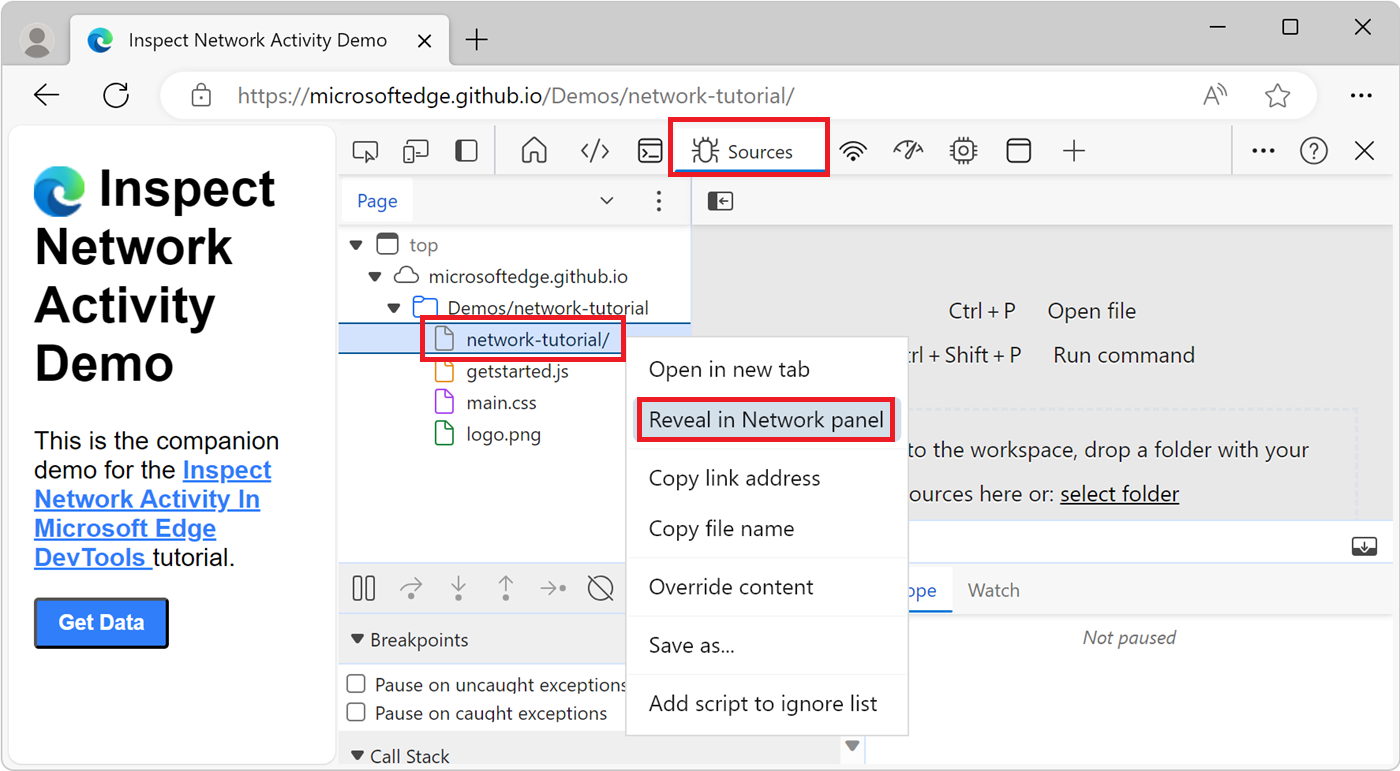 Inspect Network Activity Demo
https://microsoftedge.github.io/Demos/network-tutorial/
Inspect
Network
Activity
Demo
This is the companion
demo for the Inspect
Network Activity In
Microsoft Edge
DevTools tutorial.
Get Data
Sources
Page
top
microsoftedge.github.io
Demos/network-tutorial
network-tutorial/
getstarted.js
main.css
logo.png
Ctrl + P Open file
+ Shift + P Run command
to the workspace, drop a folder with your
here or: select folder
Open in new tab
Reveal in Network panel
Copy link address
Copy file name
Override content
Save as...
Add script to ignore list
Breakpoints
Pause on uncaught exceptions
Pause on caught exceptions
Call Stack
Watch
Not paused